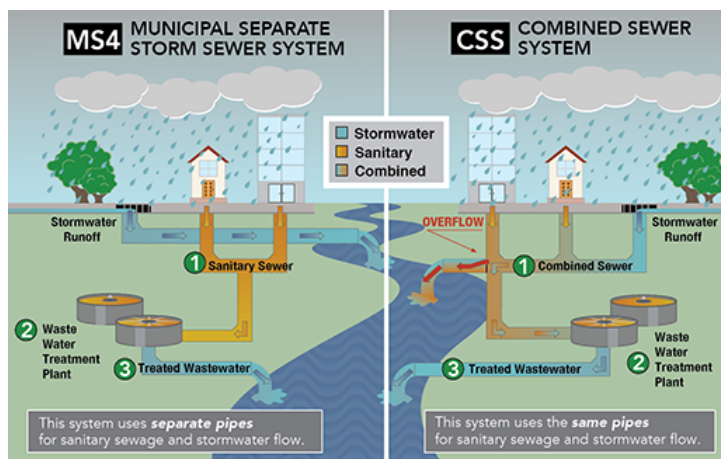 MS4 MUNICIPAL SEPARATE
STORM SEWER SYSTEM
Stormwater
Runoff
1 Sanitary Sewer
2 Waste
Water
Treatment
Plant
3 Treated Wastewater
This system uses separate pipes
for sanitary sewage and stormwater flow.
Stormwater
Sanitary
Combined
CSS COMBINED SEWER
SYSTEM
OVERFLOW
Stormwater
Runoff
1 Combined Sewer
2 Waste
Water
Treatment
Plant
3 Treated Wastewater
This system uses the same pipes
for sanitary sewage and stormwater flow.